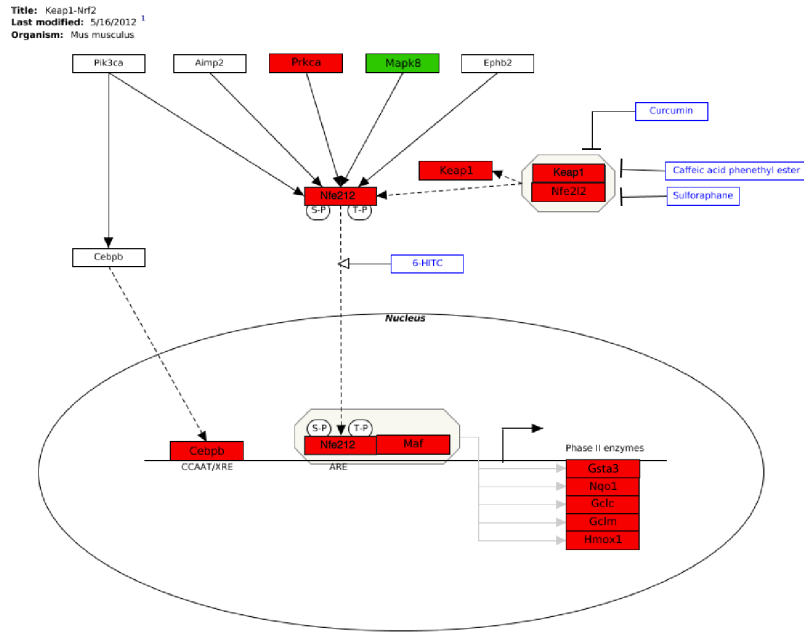 Title: Keap1-Nrf2
Last modified: 5/16/2012 1
Organism: Mus musculus
Pik3ca
Aimp2
Prkca
Mapk8
Ephb2
Curcumin
Keap1
Keap1
Caffeic acid phenethyl ester
Nfe212
Nfe2l2
Sulforaphane
S-P
T-P
Cebpb
6-HITC
Nucleus
S-P
T-P
Cebpb
Nfe212
Maf
CCAAT/XRE
ARE
Phase II enzymes
Gsta3
Nqo1
Gclc
Gclm
Hmox1